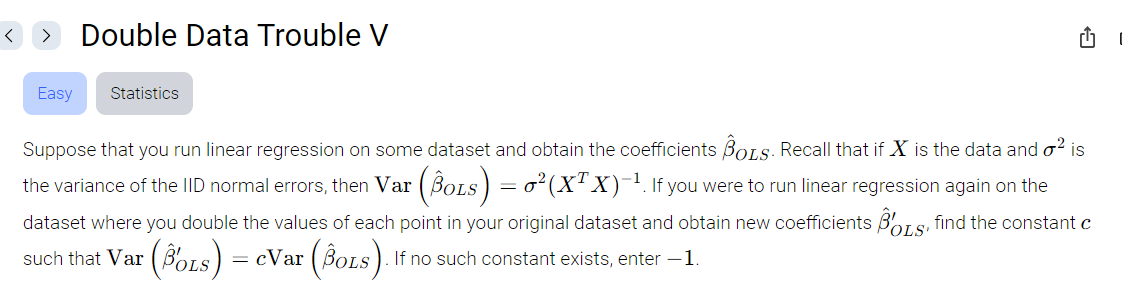 Double Data Trouble V
Easy Statistics
Suppose that you run linear regression on some dataset and obtain the coefficients $\hat{\beta}_{OLS}$. Recall that if $X$ is the data and $\sigma^2$ is
the variance of the IID normal errors, then $\text{Var}\left(\hat{\beta}_{OLS}\right) = \sigma^2(X^T X)^{-1}$. If you were to run linear regression again on the
dataset where you double the values of each point in your original dataset and obtain new coefficients $\hat{\beta}'_{OLS}$, find the constant $c$
such that $\text{Var}\left(\hat{\beta}'_{OLS}\right) = c\text{Var}\left(\hat{\beta}_{OLS}\right)$. If no such constant exists, enter $-1$.